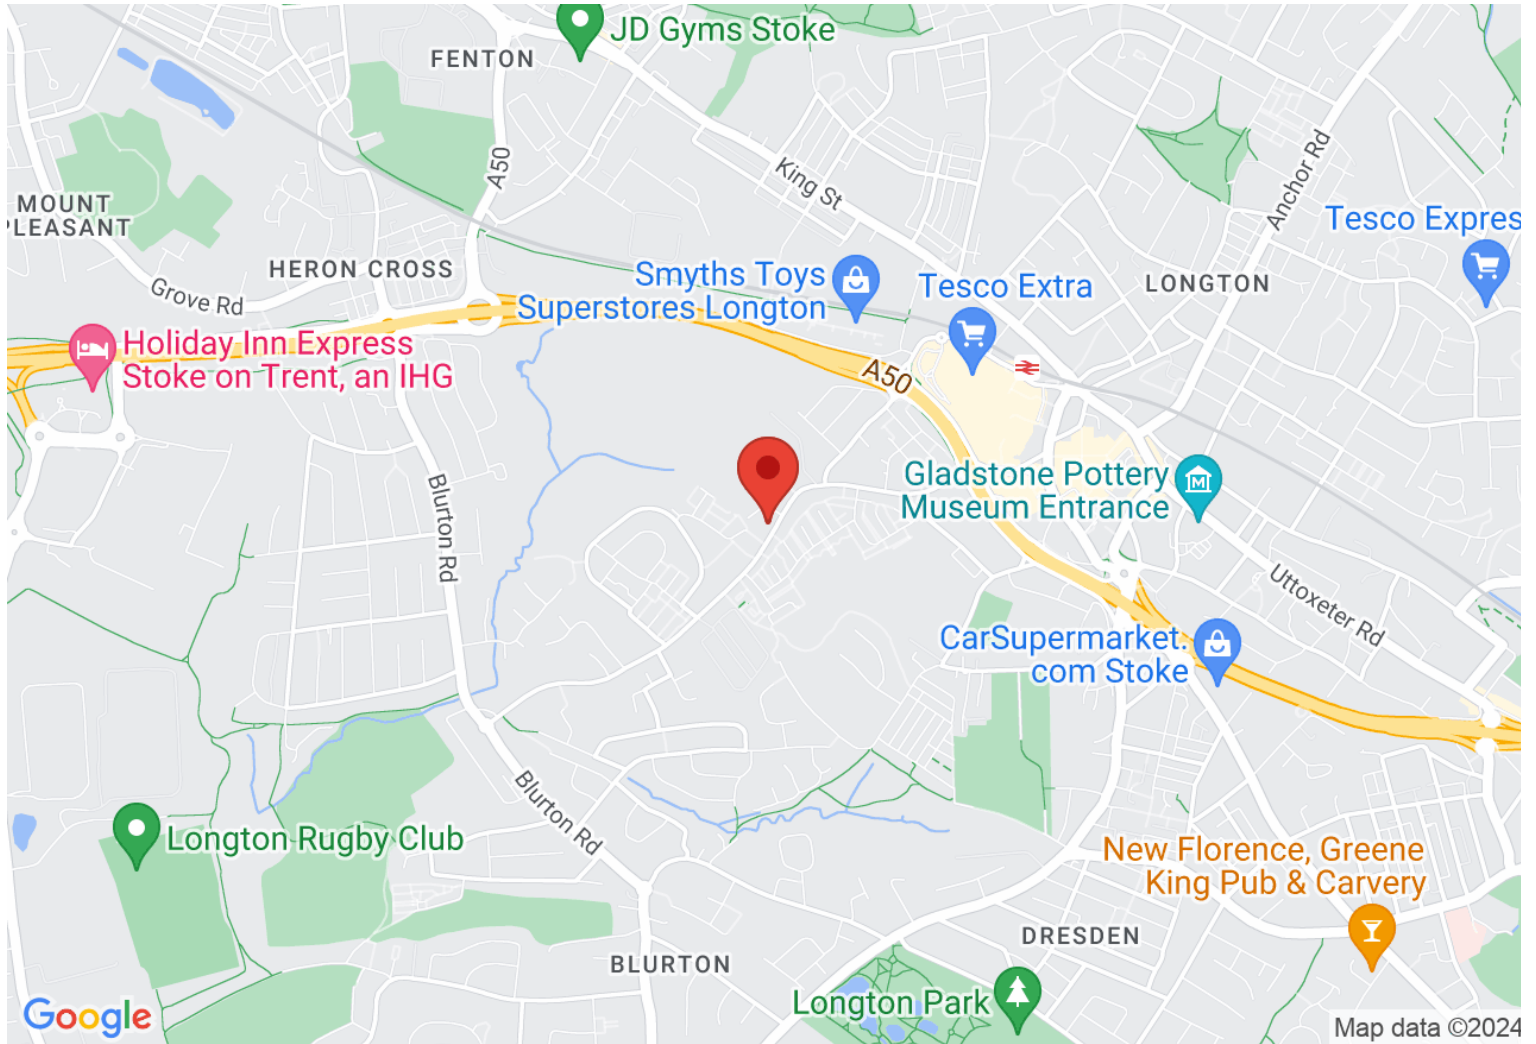 JD Gyms Stoke
FENTON
A50
King St
Anchor Rd
MOUNT
PLEASANT
Tesco Expres
HERON CROSS
Smyths Toys
Superstores Longton
Tesco Extra
LONGTON
Grove Rd
Holiday Inn Express
Stoke on Trent, an IHG
A50
Gladstone Pottery
Museum Entrance
Blurton Rd
Uttoxeter Rd
CarSupermarket.
com Stoke
Blurton Rd
Longton Rugby Club
New Florence, Greene
King Pub & Carvery
DRESDEN
BLURTON
Longton Park
Google
Map data ©2024